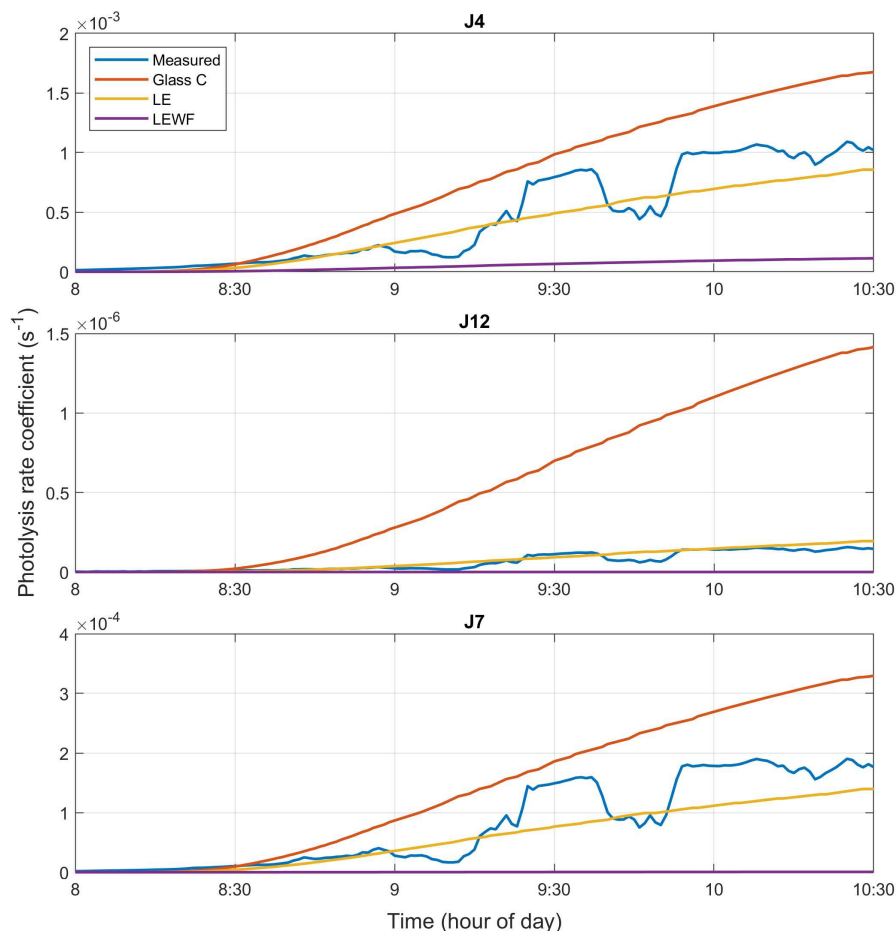 J4
×10⁻³
2
1.5
1
0.5
0
Measured
Glass C
LE
LEWF
8 8:30 9 9:30 10 10:30
J12
×10⁻⁶
1.5
1
0.5
0
8 8:30 9 9:30 10 10:30
Photolysis rate coefficient (s⁻¹)
J7
×10⁻⁴
4
3
2
1
0
8 8:30 9 9:30 10 10:30
Time (hour of day)